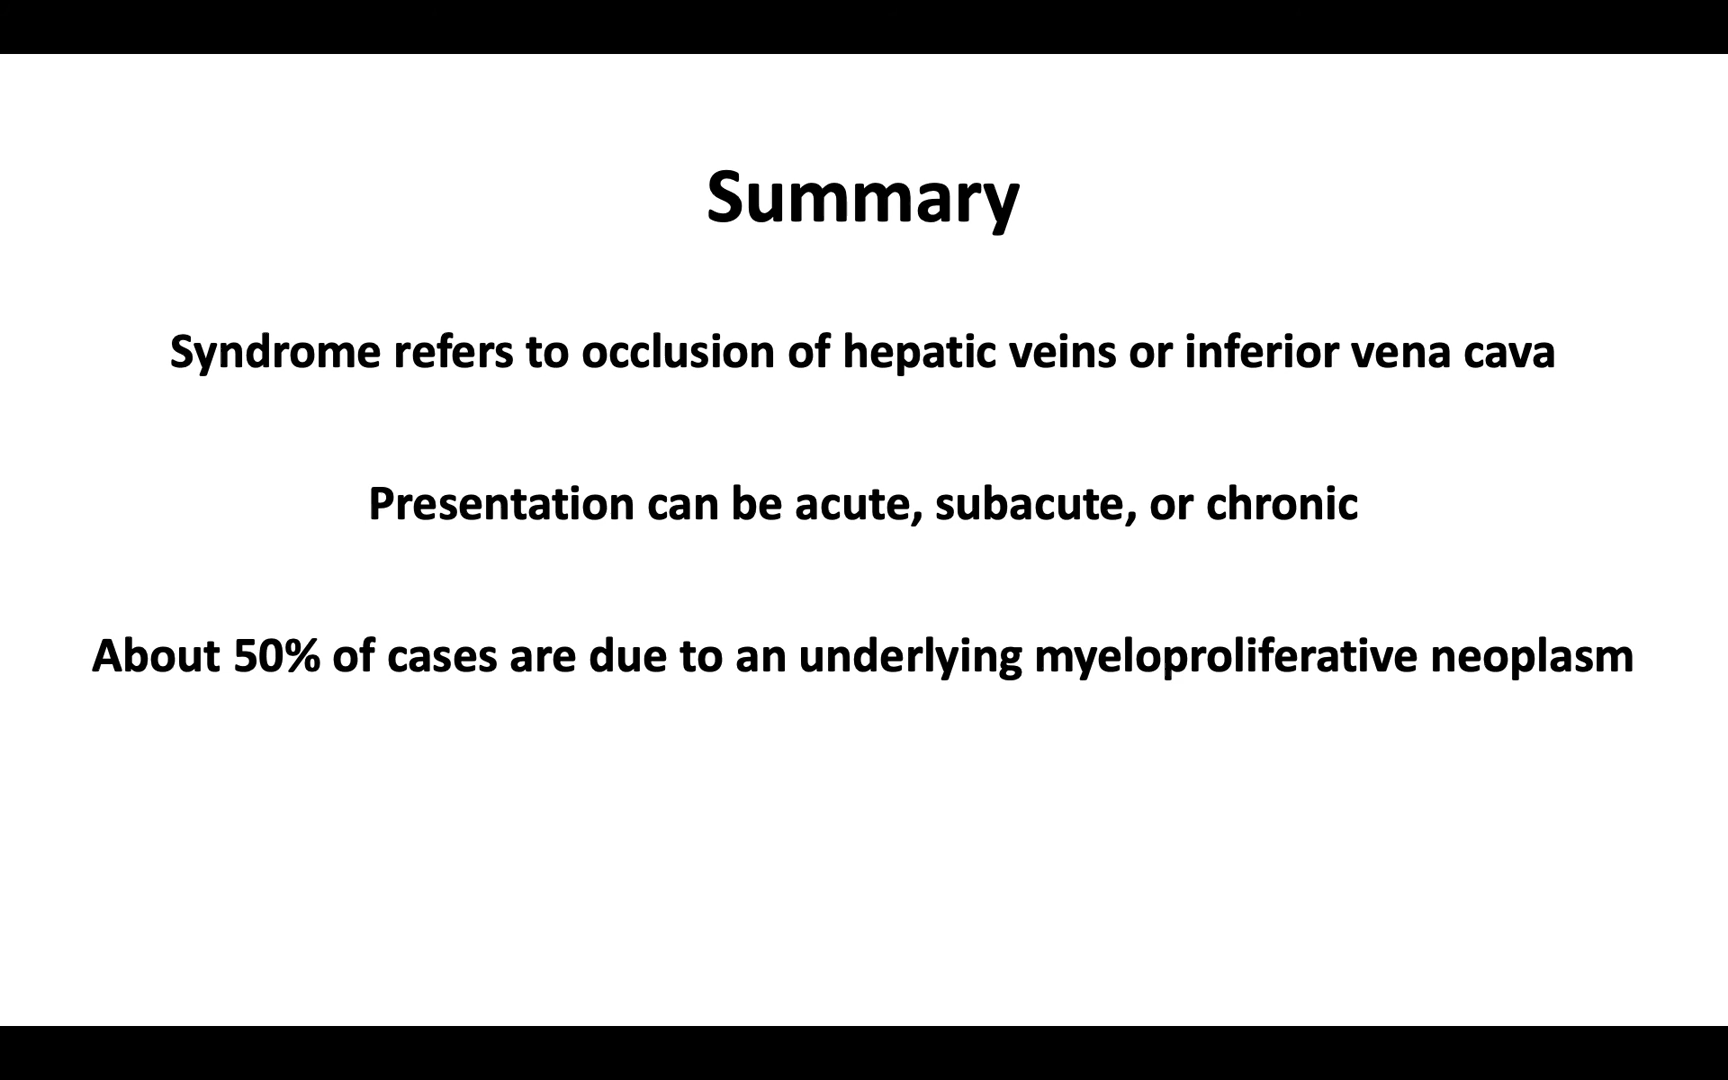 Summary
Syndrome refers to occlusion of hepatic veins or inferior vena cava
Presentation can be acute, subacute, or chronic
About 50% of cases are due to an underlying myeloproliferative neoplasm